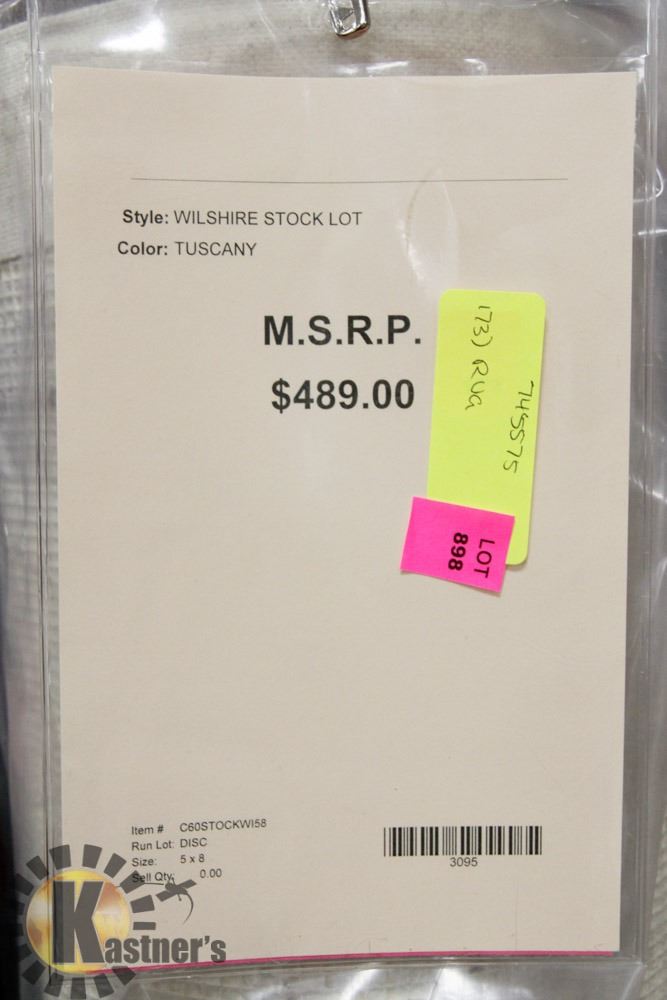 Style: WILSHIRE STOCK LOT
Color: TUSCANY
M.S.R.P.
$489.00
173) RUG
745575
LOT
898
Item # C60STOCKWI58
Run Lot: DISC
Size: 5 x 8
Sell Qty: 0.00
3095
Kastner's